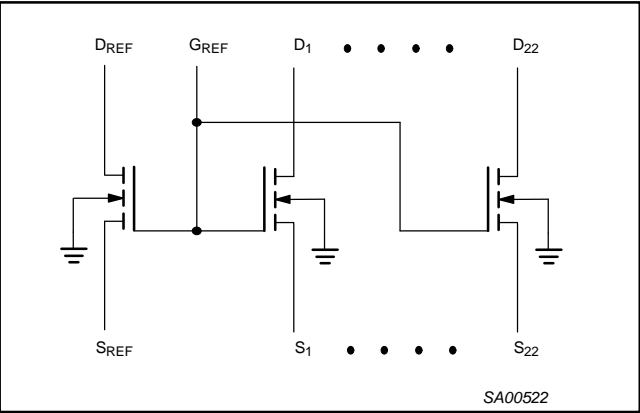 DREF GREF D1 • • • • D22
SREF S1 • • • • S22
SA00522